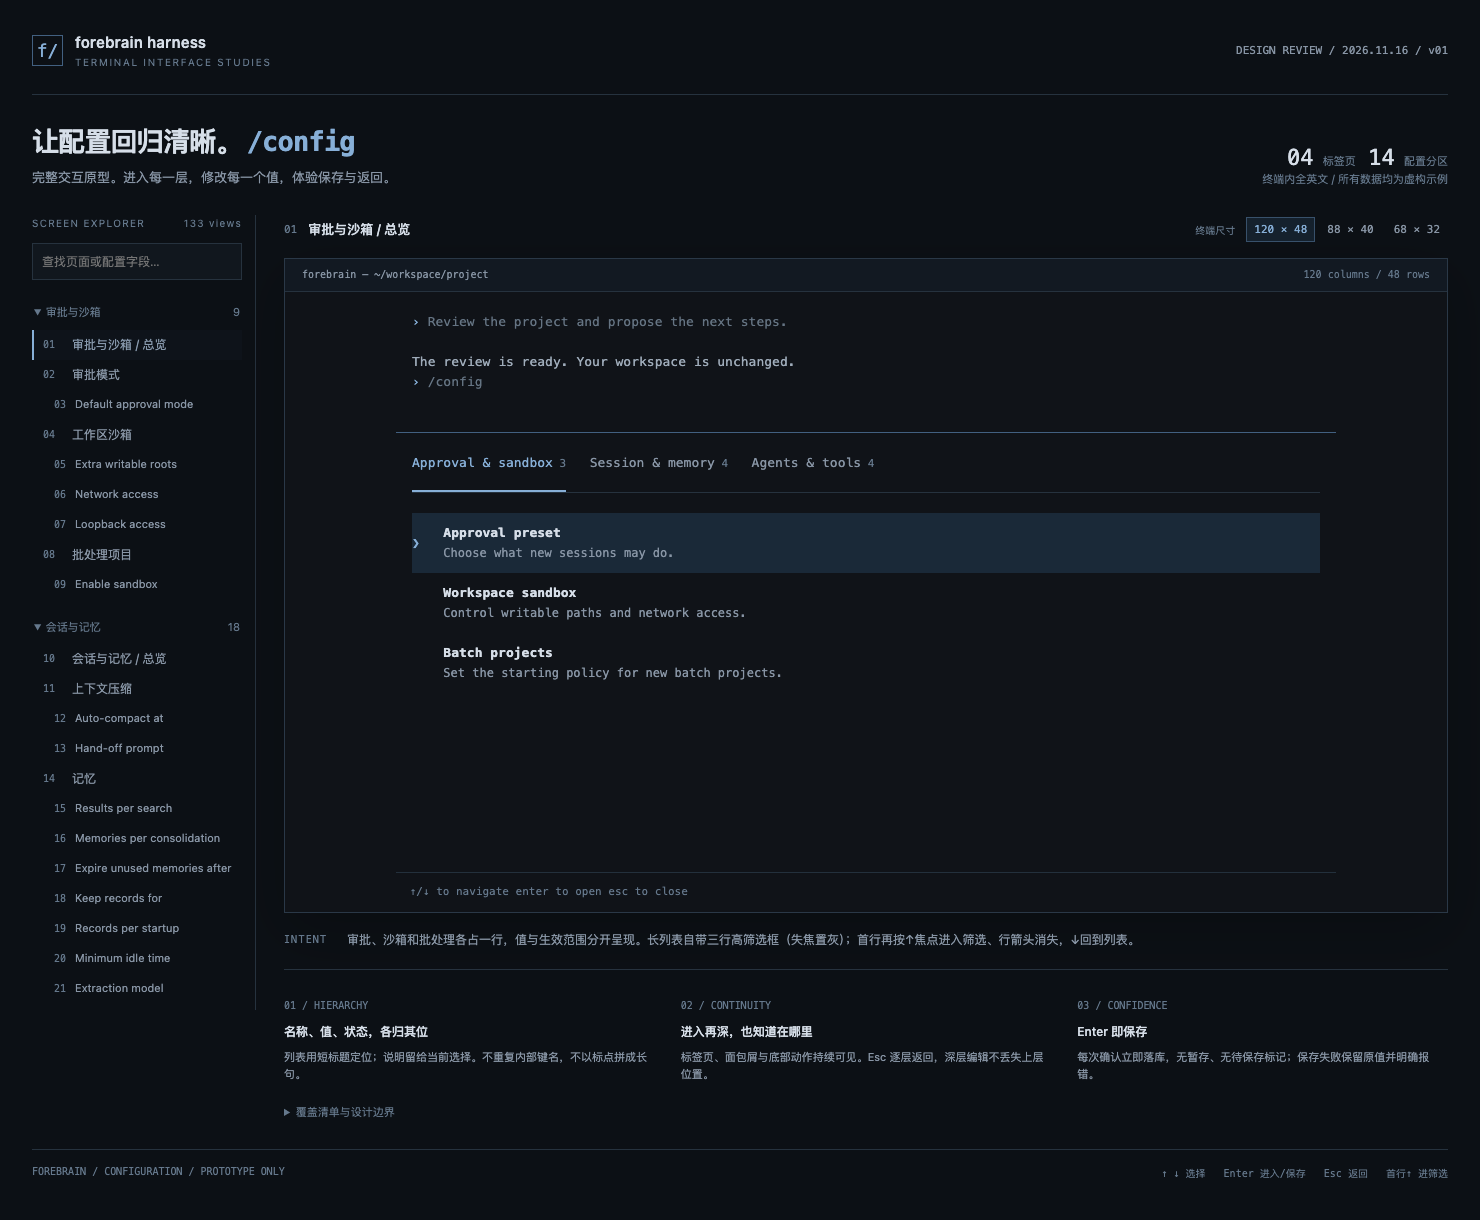 f/
forebrain harness
TERMINAL INTERFACE STUDIES
DESIGN REVIEW / 2026.11.16 / v01
让配置回归清晰。/config
完整交互原型。进入每一层，修改每一个值，体验保存与返回。
04 标签页 14 配置分区
终端内全英文 / 所有数据均为虚构示例
SCREEN EXPLORER 133 views
查找页面或配置字段…
▼ 审批与沙箱 9
01 审批与沙箱 / 总览
02 审批模式
03 Default approval mode
04 工作区沙箱
05 Extra writable roots
06 Network access
07 Loopback access
08 批处理项目
09 Enable sandbox
▼ 会话与记忆 18
10 会话与记忆 / 总览
11 上下文压缩
12 Auto-compact at
13 Hand-off prompt
14 记忆
15 Results per search
16 Memories per consolidation
17 Expire unused memories after
18 Keep records for
19 Records per startup
20 Minimum idle time
21 Extraction model
01 审批与沙箱 / 总览
终端尺寸 120 × 48 88 × 40 68 × 32
forebrain — ~/workspace/project
120 columns / 48 rows
› Review the project and propose the next steps.
The review is ready. Your workspace is unchanged.
› /config
Approval & sandbox 3 Session & memory 4 Agents & tools 4
❯
Approval preset
Choose what new sessions may do.
Workspace sandbox
Control writable paths and network access.
Batch projects
Set the starting policy for new batch projects.
↑/↓ to navigate enter to open esc to close
INTENT 审批、沙箱和批处理各占一行，值与生效范围分开呈现。长列表自带三行高筛选框（失焦置灰）；首行再按↑焦点进入筛选、行箭头消失，↓回到列表。
01 / HIERARCHY
名称、值、状态，各归其位
列表用短标题定位；说明留给当前选择。不重复内部键名，不以标点拼成长
句。
02 / CONTINUITY
进入再深，也知道在哪里
标签页、面包屑与底部动作持续可见。Esc 逐层返回，深层编辑不丢失上层
位置。
03 / CONFIDENCE
Enter 即保存
每次确认立即落库，无暂存、无待保存标记；保存失败保留原值并明确报
错。
▶ 覆盖清单与设计边界
FOREBRAIN / CONFIGURATION / PROTOTYPE ONLY
↑ ↓ 选择 Enter 进入/保存 Esc 返回 首行↑ 进筛选